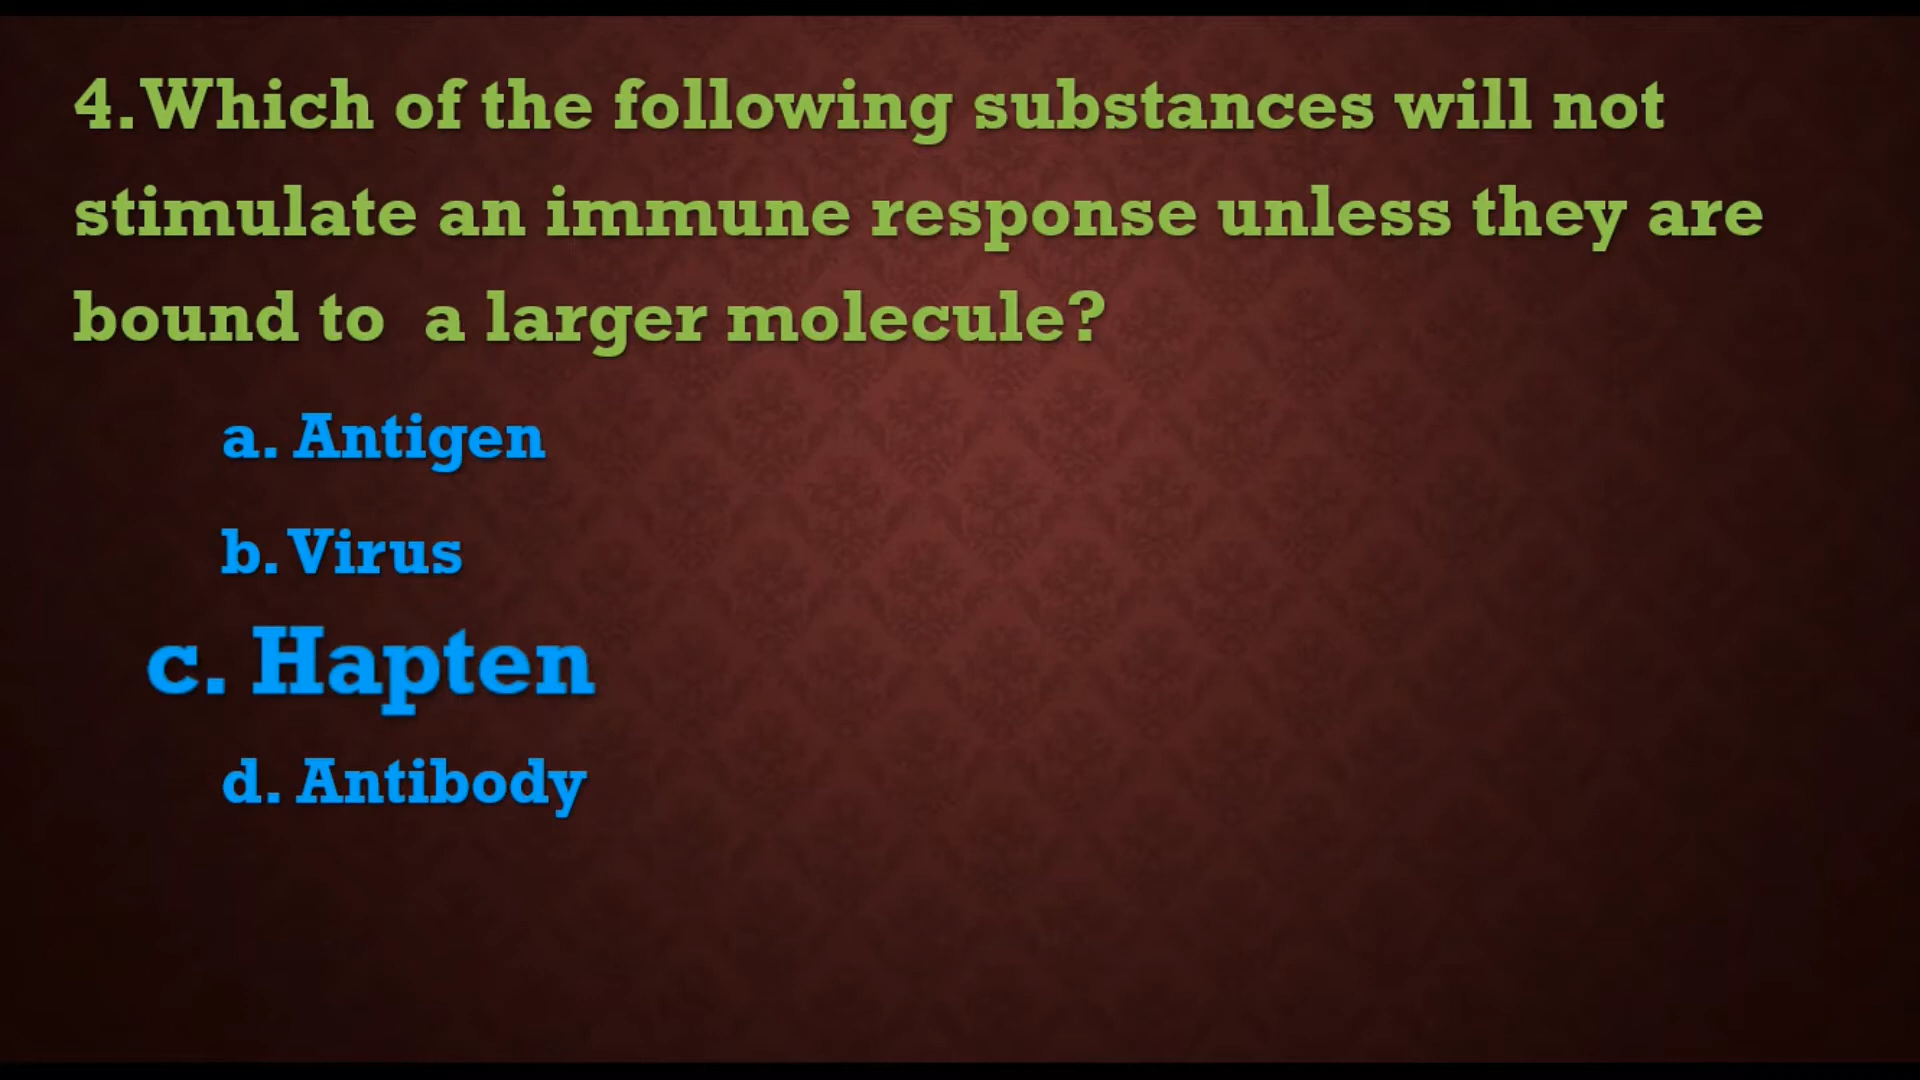 4.Which of the following substances will not
stimulate an immune response unless they are
bound to a larger molecule?
a. Antigen
b. Virus
c. Hapten
d. Antibody